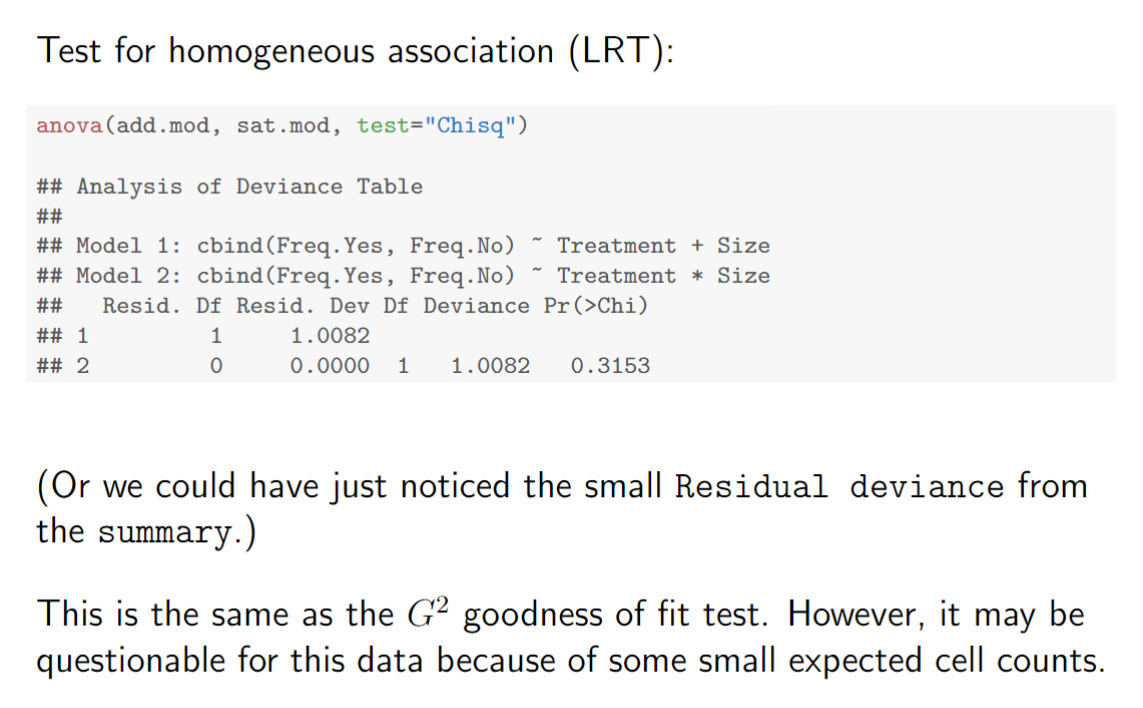 Test for homogeneous association (LRT):
anova(add.mod, sat.mod, test="Chisq")
## Analysis of Deviance Table
##
## Model 1: cbind(Freq.Yes, Freq.No) ~ Treatment + Size
## Model 2: cbind(Freq.Yes, Freq.No) ~ Treatment * Size
##   Resid. Df Resid. Dev Df Deviance Pr(>Chi)
## 1         1     1.0082
## 2         0     0.0000  1   1.0082   0.3153
(Or we could have just noticed the small Residual deviance from
the summary.)
This is the same as the G² goodness of fit test. However, it may be
questionable for this data because of some small expected cell counts.